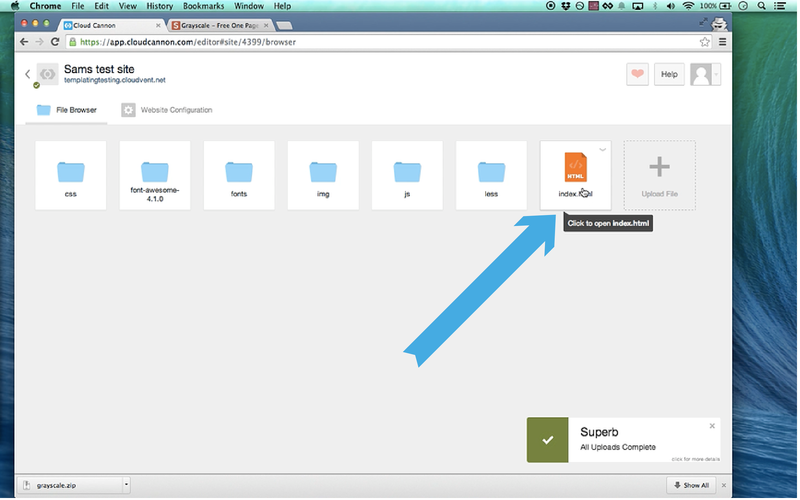 Chrome File Edit View History Bookmarks Window Help 100%
Cloud Cannon
Grayscale - Free One Page
https://app.cloudcannon.com/editor#site/4399/browser
Sams test site
templatingtesting.cloudvent.net
Help
File Browser
Website Configuration
css
font-awesome-
4.1.0
fonts
img
js
less
HTML
index.html
Upload File
Click to open index.html
Superb
All Uploads Complete
click for more details
grayscale.zip
Show All